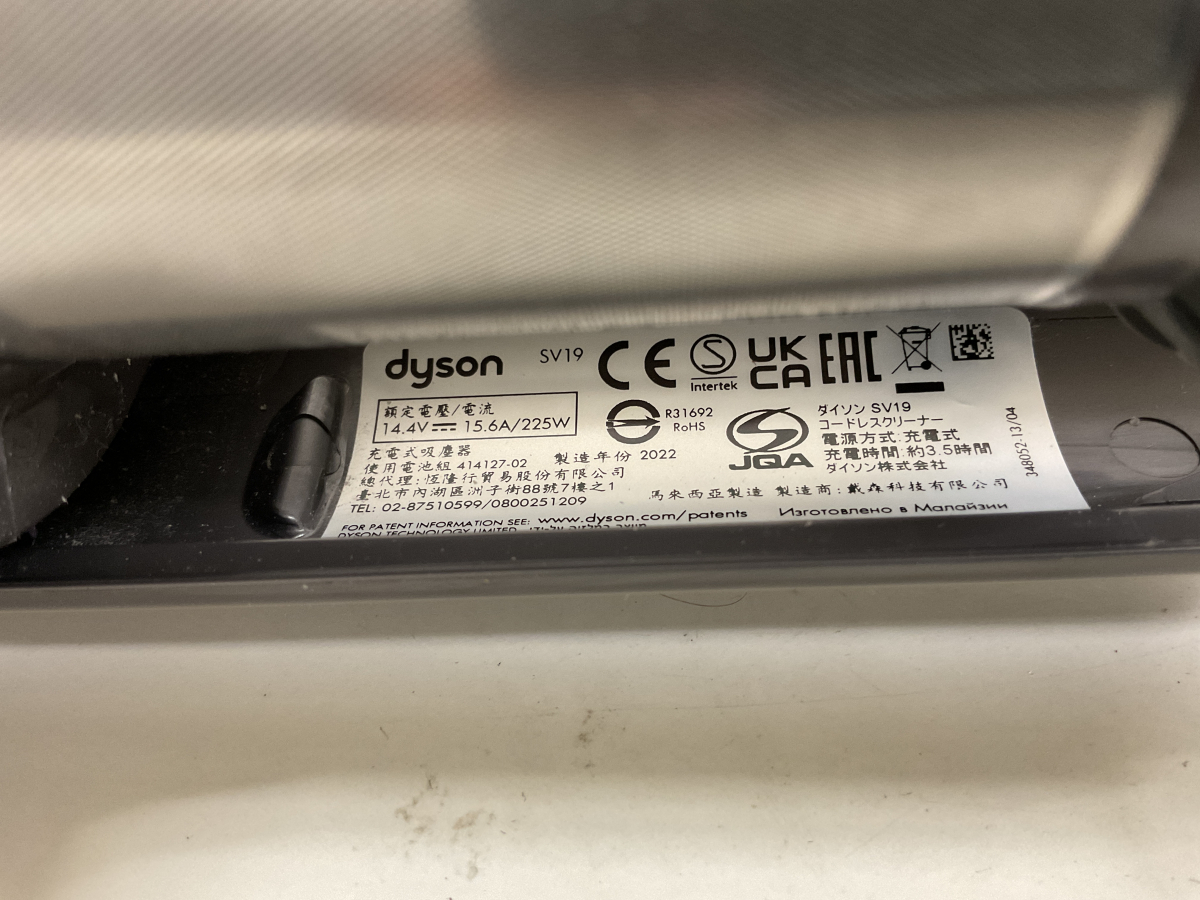 dyson SV19 CE S Intertek UK CA EAC
額定電壓/電流
14.4V 15.6A/225W
R31692
RoHS
JQA
ダイソン SV19
コードレスクリーナー
電源方式:充電式
充電時間:約3.5時間
ダイソン株式会社
348052-13/04
充電式吸塵器
使用電池組 414127-02 製造年份 2022
總代理:恆隆行貿易股份有限公司
臺北市內湖區洲子街88號7樓之1
TEL: 02-87510599/0800251209
馬來西亞製造 製造商:戴森科技有限公司
FOR PATENT INFORMATION SEE: www.dyson.com/patents Изготовлено в Малайзии
DYSON TECHNOLOGY LIMITED